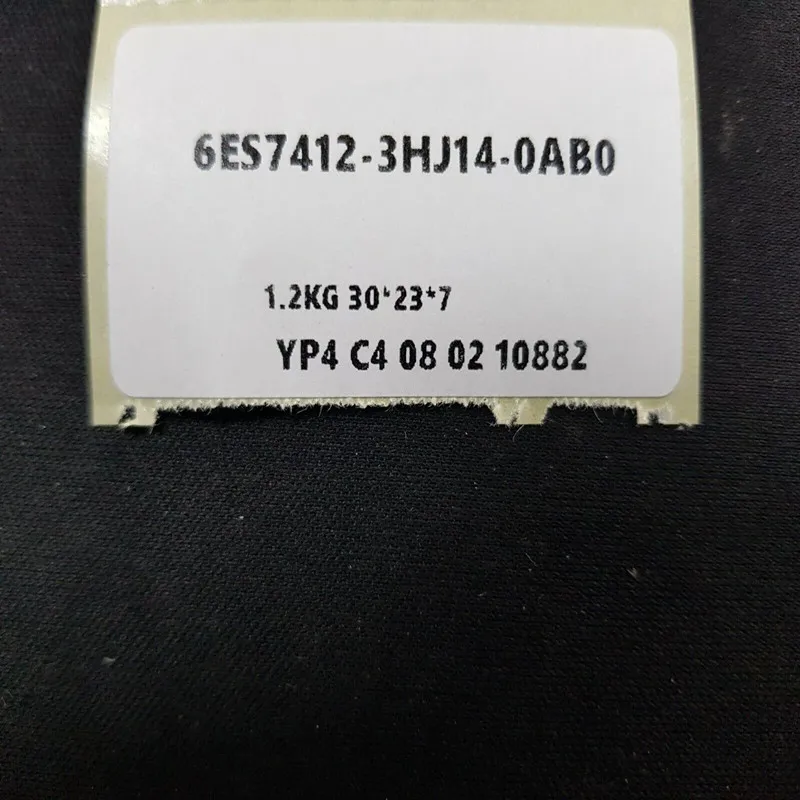 6ES7412-3HJ14-0AB0
1.2KG 30*23*7
YP4 C4 08 02 10882